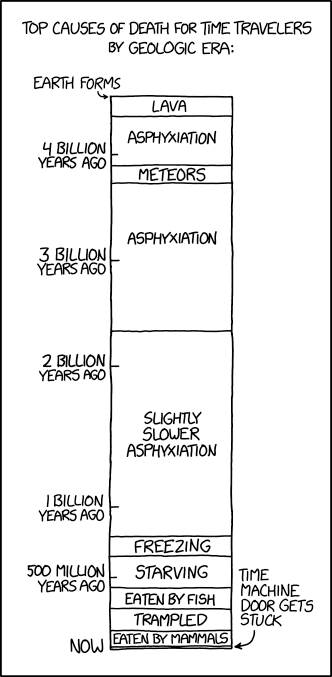 TOP CAUSES OF DEATH FOR TIME TRAVELERS
BY GEOLOGIC ERA:
EARTH FORMS
LAVA
ASPHYXIATION
4 BILLION
YEARS AGO
METEORS
ASPHYXIATION
3 BILLION
YEARS AGO
2 BILLION
YEARS AGO
SLIGHTLY
SLOWER
ASPHYXIATION
1 BILLION
YEARS AGO
FREEZING
500 MILLION
YEARS AGO
STARVING
EATEN BY FISH
TRAMPLED
EATEN BY MAMMALS
NOW
TIME
MACHINE
DOOR GETS
STUCK